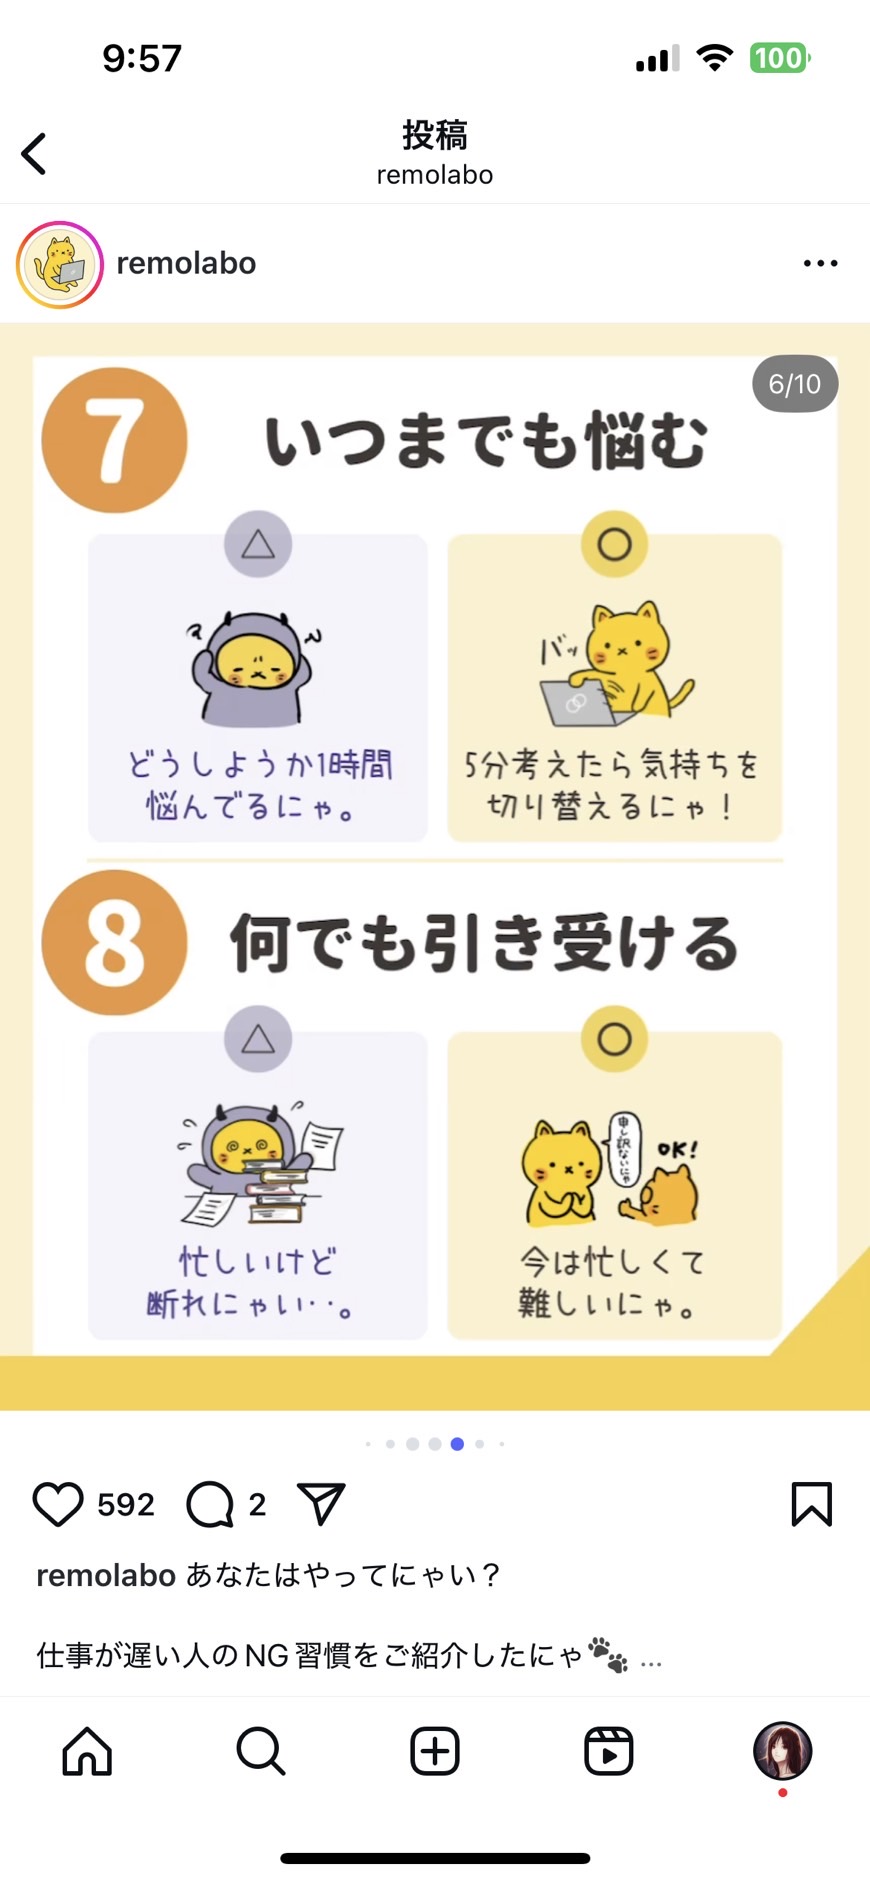 9:57
100
投稿
remolabo
remolabo
6/10
7
いつまでも悩む
△
○
バッ
どうしようか1時間
悩んでるにゃ。
5分考えたら気持ちを
切り替えるにゃ！
8
何でも引き受ける
△
○
申し訳ないにゃ
OK!
忙しいけど
断れにゃい‥。
今は忙しくて
難しいにゃ。
592
2
remolabo あなたはやってにゃい？
仕事が遅い人のNG習慣をご紹介したにゃ🐾 ...